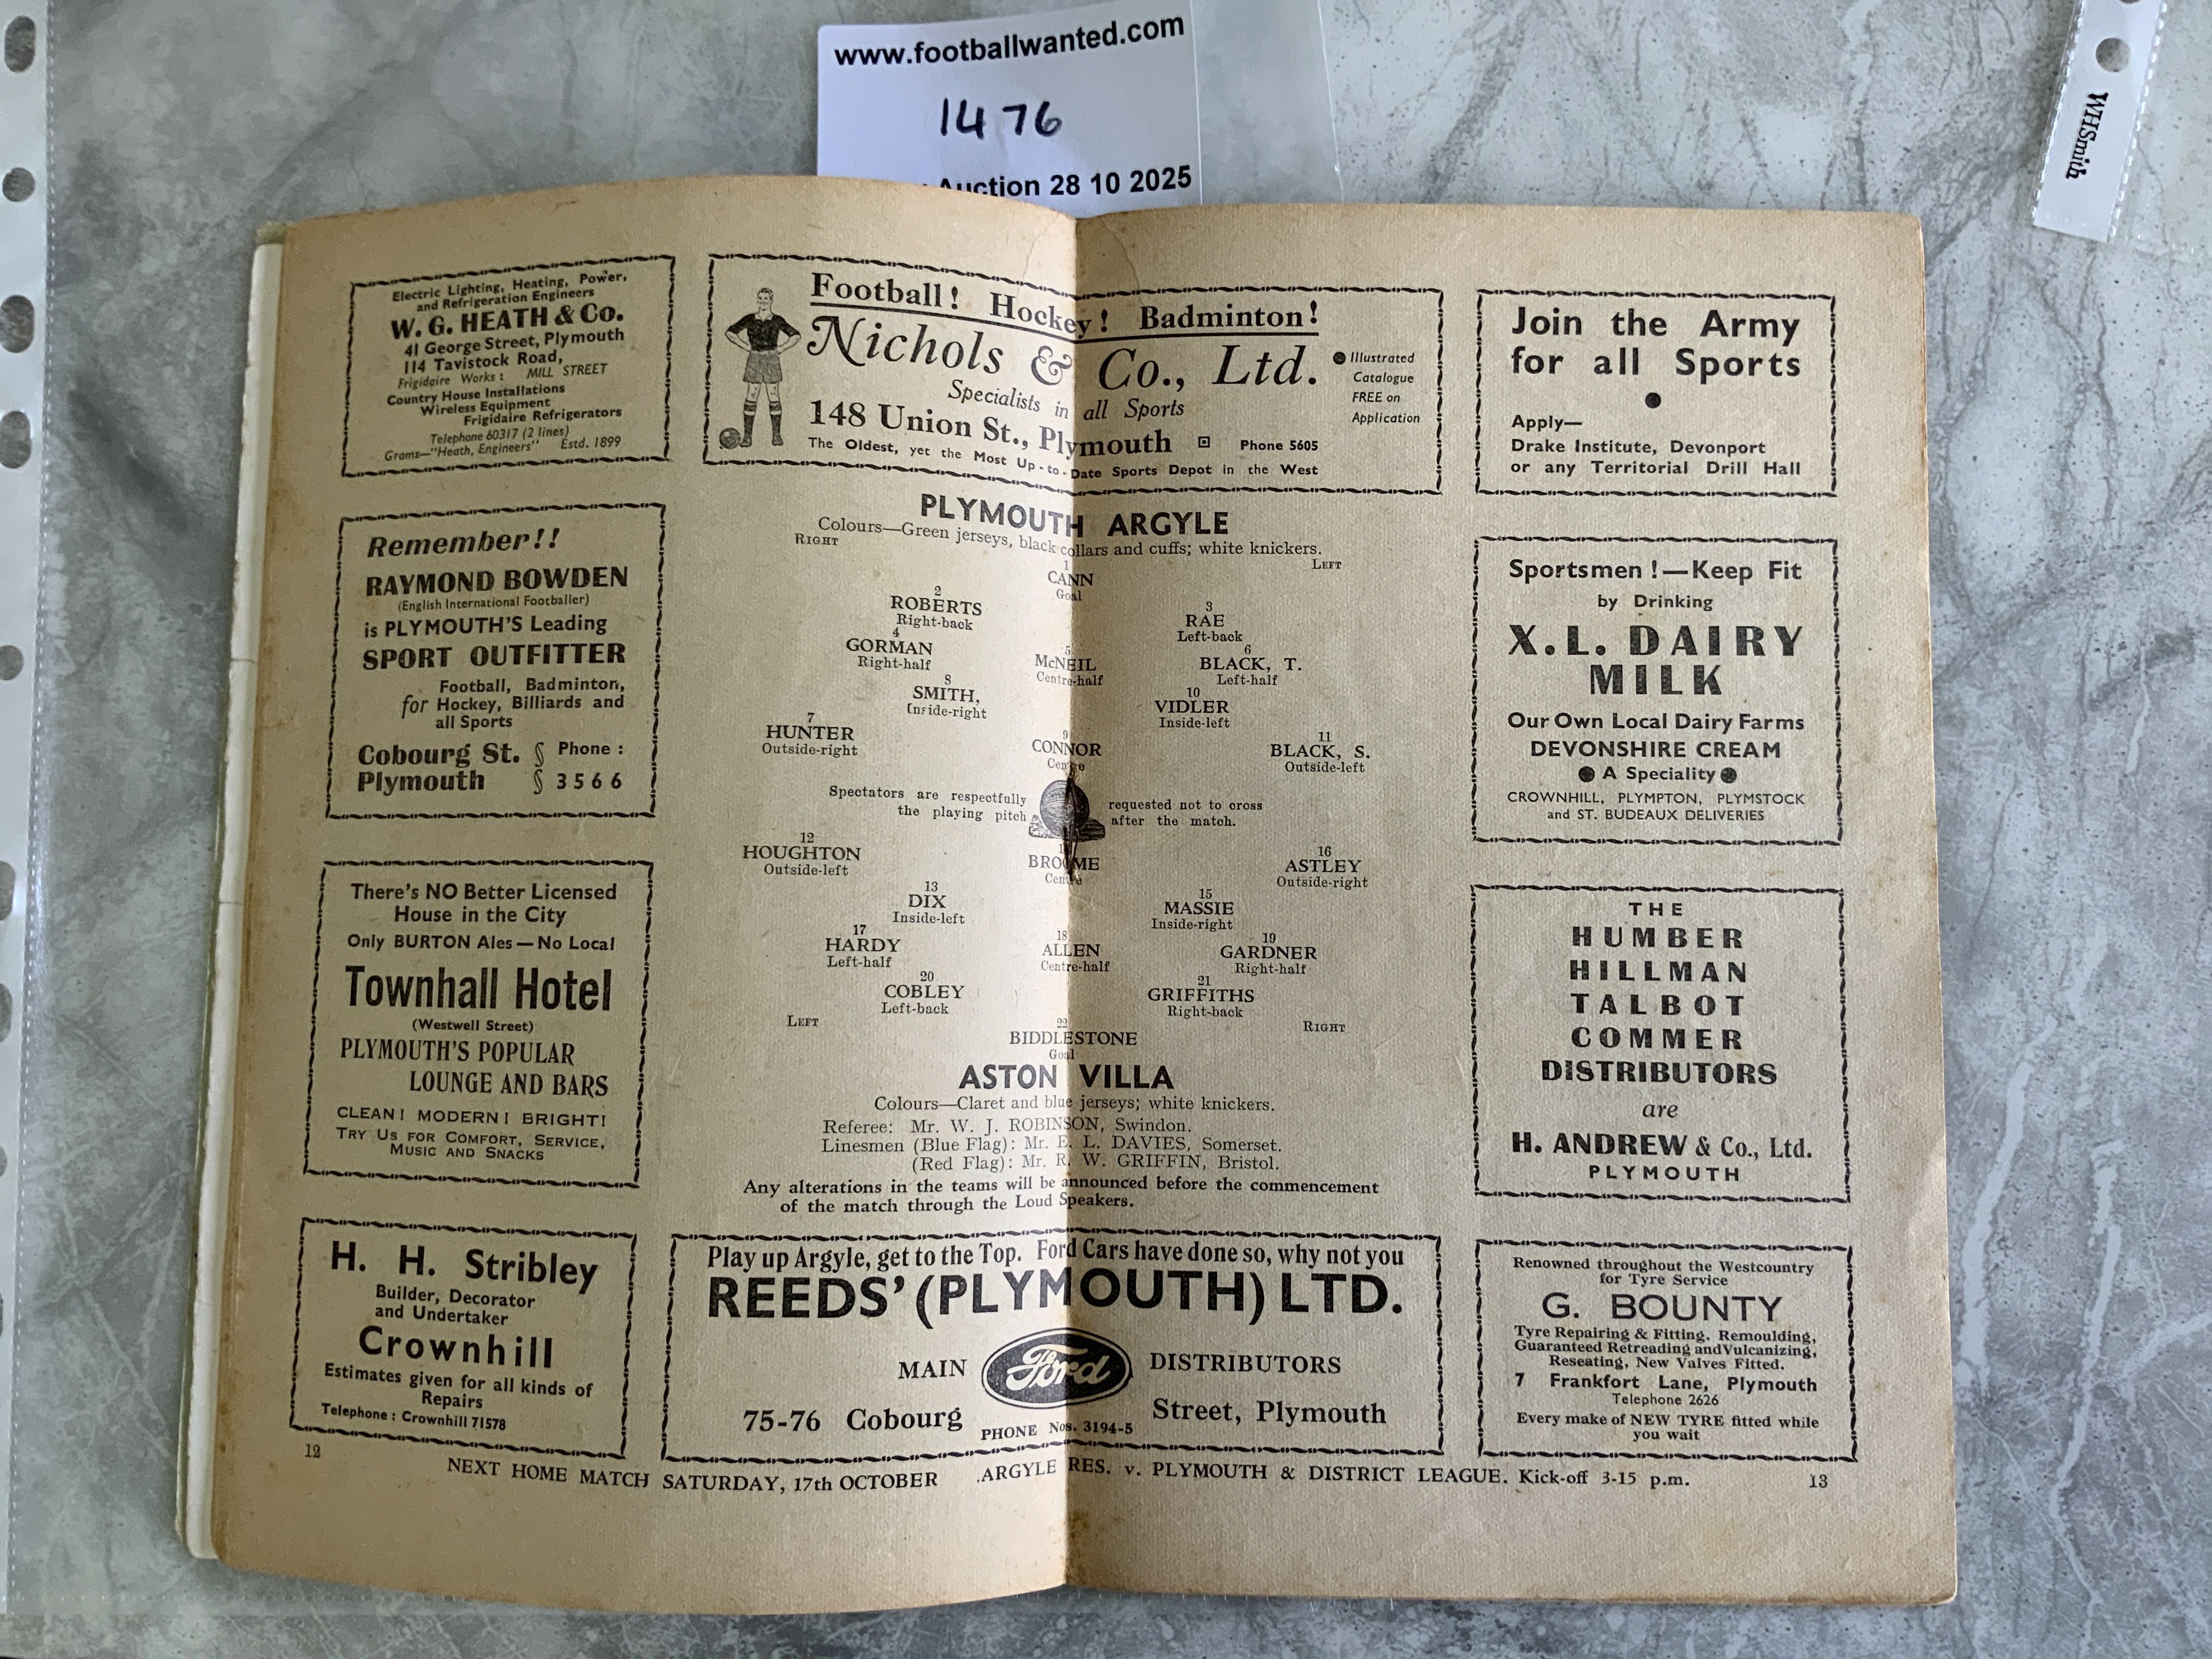 www.footballwanted.com
1476
Auction 28 10 2025
WHSmith
Electric Lighting, Heating, Power,
and Refrigeration Engineers
W. G. HEATH & Co.
41 George Street, Plymouth
114 Tavistock Road,
Frigidaire Works: MILL STREET
Country House Installations
Wireless Equipment
Frigidaire Refrigerators
Telephone 60317 (2 lines)
Grams—"Heath, Engineers" Estd. 1899
Football! Hockey! Badminton!
Nichols & Co., Ltd.
Specialists in all Sports
148 Union St., Plymouth Phone 5605
The Oldest, yet the Most Up-to-Date Sports Depot in the West
Illustrated
Catalogue
FREE on
Application
Join the Army
for all Sports
Apply—
Drake Institute, Devonport
or any Territorial Drill Hall
Remember!!
RAYMOND BOWDEN
(English International Footballer)
is PLYMOUTH'S Leading
SPORT OUTFITTER
Football, Badminton,
for Hockey, Billiards and
all Sports
Cobourg St. § Phone:
Plymouth § 3566
PLYMOUTH ARGYLE
Colours—Green jerseys, black collars and cuffs; white knickers.
RIGHT
LEFT
1
CANN
Goal
2
ROBERTS
Right-back
3
RAE
Left-back
4
GORMAN
Right-half
5
McNEIL
Centre-half
6
BLACK, T.
Left-half
8
SMITH,
Inside-right
10
VIDLER
Inside-left
7
HUNTER
Outside-right
9
CONNOR
Centre
11
BLACK, S.
Outside-left
Spectators are respectfully requested not to cross
the playing pitch after the match.
12
HOUGHTON
Outside-left
BROOME
Centre
16
ASTLEY
Outside-right
13
DIX
Inside-left
15
MASSIE
Inside-right
17
HARDY
Left-half
18
ALLEN
Centre-half
19
GARDNER
Right-half
20
COBLEY
Left-back
21
GRIFFITHS
Right-back
LEFT
RIGHT
22
BIDDLESTONE
Goal
ASTON VILLA
Colours—Claret and blue jerseys; white knickers.
Referee: Mr. W. J. ROBINSON, Swindon.
Linesmen (Blue Flag): Mr. E. L. DAVIES, Somerset.
(Red Flag): Mr. R. W. GRIFFIN, Bristol.
Any alterations in the teams will be announced before the commencement
of the match through the Loud Speakers.
Sportsmen!—Keep Fit
by Drinking
X.L. DAIRY
MILK
Our Own Local Dairy Farms
DEVONSHIRE CREAM
A Speciality
CROWNHILL, PLYMPTON, PLYMSTOCK
and ST. BUDEAUX DELIVERIES
There's NO Better Licensed
House in the City
Only BURTON Ales—No Local
Townhall Hotel
(Westwell Street)
PLYMOUTH'S POPULAR
LOUNGE AND BARS
CLEAN! MODERN! BRIGHT!
TRY US FOR COMFORT, SERVICE,
MUSIC AND SNACKS
THE
HUMBER
HILLMAN
TALBOT
COMMER
DISTRIBUTORS
are
H. ANDREW & Co., Ltd.
PLYMOUTH
H. H. Stribley
Builder, Decorator
and Undertaker
Crownhill
Estimates given for all kinds of
Repairs
Telephone: Crownhill 71578
Play up Argyle, get to the Top. Ford Cars have done so, why not you
REEDS' (PLYMOUTH) LTD.
MAIN Ford DISTRIBUTORS
75-76 Cobourg Street, Plymouth
PHONE Nos. 3194-5
Renowned throughout the Westcountry
for Tyre Service
G. BOUNTY
Tyre Repairing & Fitting. Remoulding,
Guaranteed Retreading and Vulcanizing,
Reseating, New Valves Fitted.
7 Frankfort Lane, Plymouth
Telephone 2626
Every make of NEW TYRE fitted while
you wait
12
NEXT HOME MATCH SATURDAY, 17th OCTOBER ARGYLE RES. v. PLYMOUTH & DISTRICT LEAGUE. Kick-off 3-15 p.m.
13